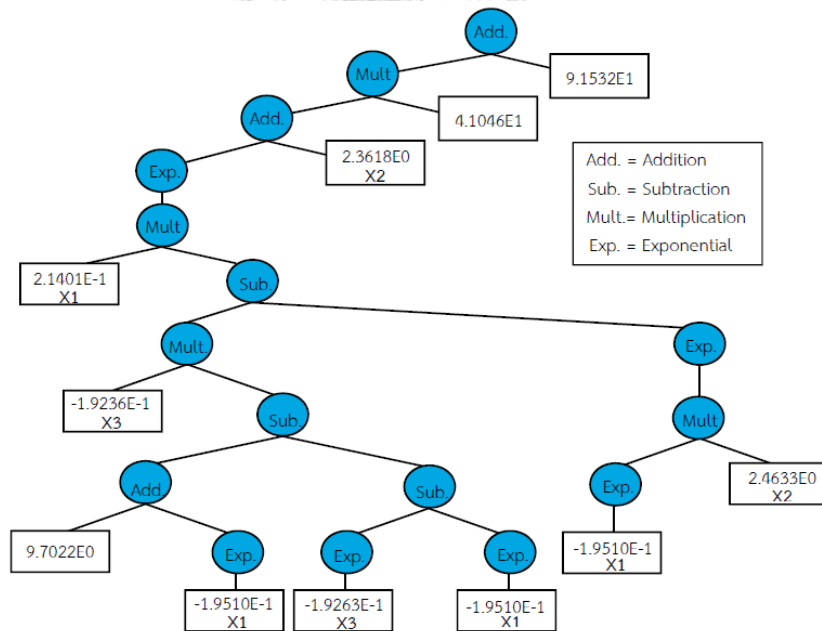 Add.
Mult
9.1532E1
Add.
4.1046E1
Exp.
2.3618E0
X2
Add. = Addition
Sub. = Subtraction
Mult.= Multiplication
Exp. = Exponential
Mult
2.1401E-1
X1
Sub.
Mult.
Exp.
-1.9236E-1
X3
Sub.
Mult
Add.
Sub.
Exp.
2.4633E0
X2
9.7022E0
Exp.
Exp.
Exp.
-1.9510E-1
X1
-1.9510E-1
X1
-1.9263E-1
X3
-1.9510E-1
X1